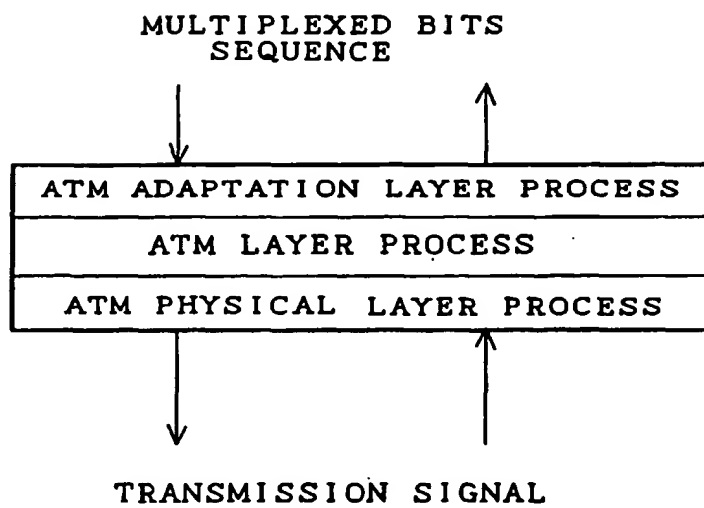 MULTIPLEXED BITS
SEQUENCE
ATM ADAPTATION LAYER PROCESS
ATM LAYER PROCESS
ATM PHYSICAL LAYER PROCESS
TRANSMISSION SIGNAL